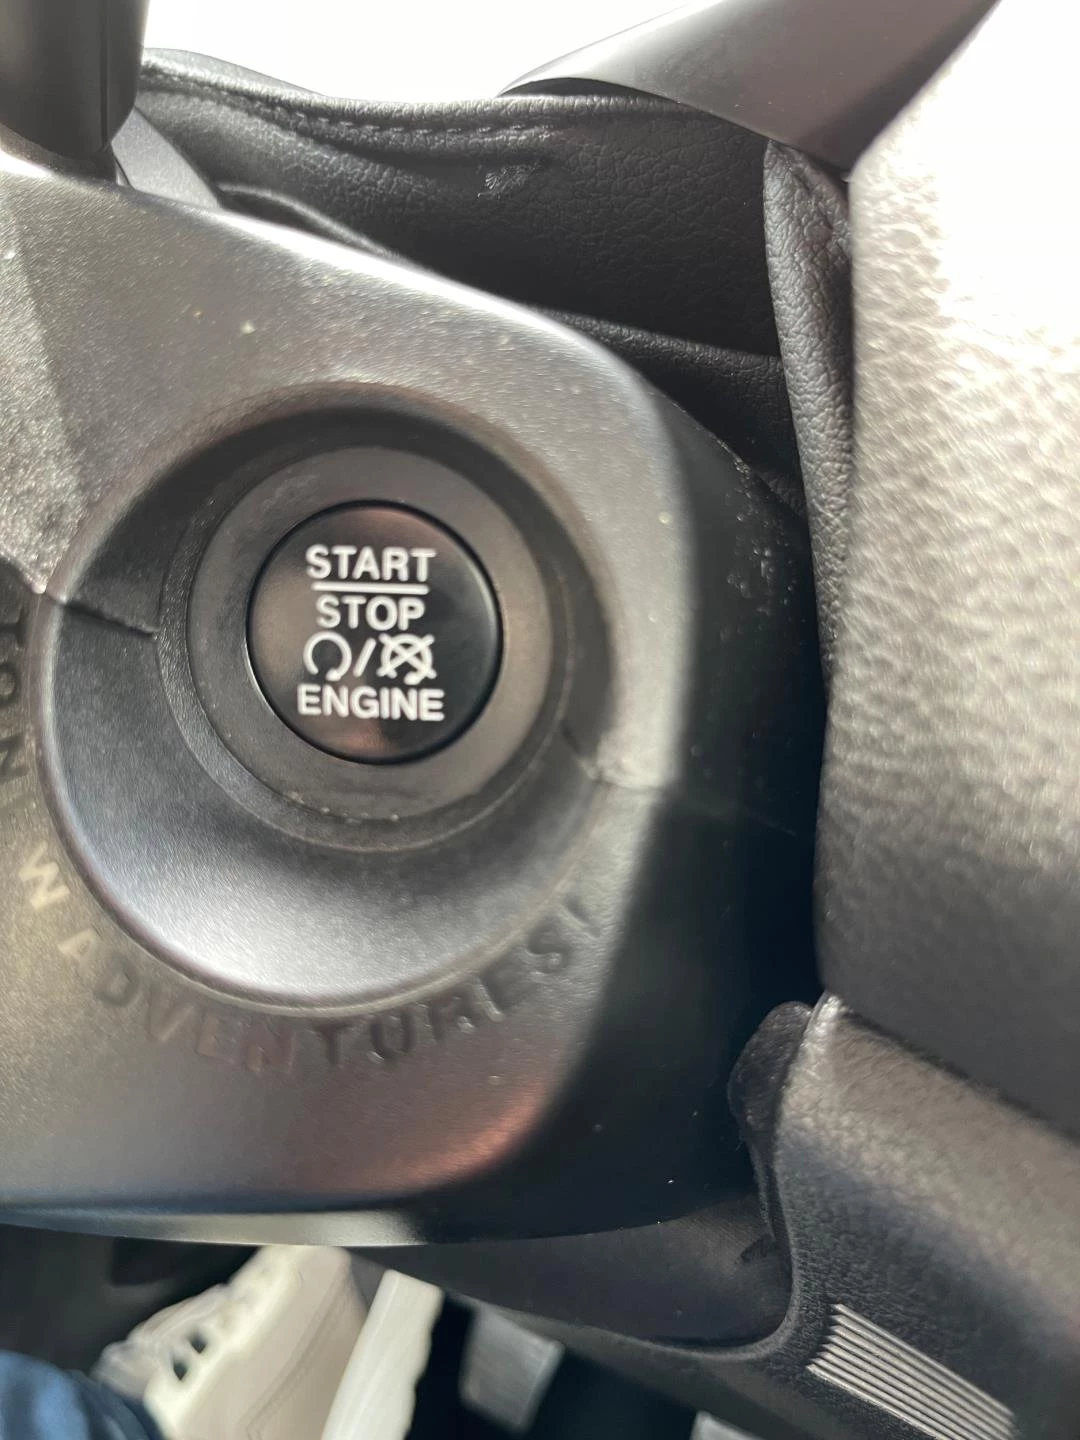 START
STOP
ENGINE
W ADVENTURES!